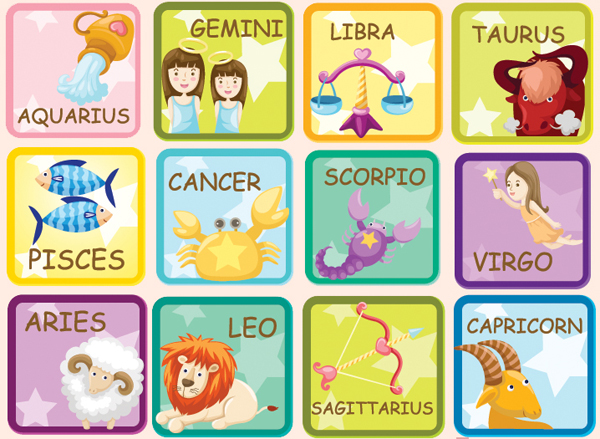 AQUARIUS
GEMINI
LIBRA
TAURUS
PISCES
CANCER
SCORPIO
VIRGO
ARIES
LEO
SAGITTARIUS
CAPRICORN